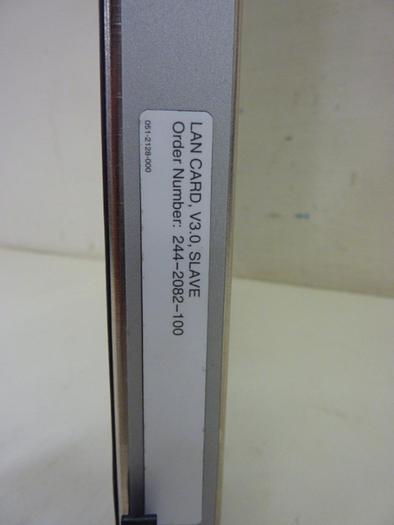 LAN CARD, V3.0, SLAVE
Order Number: 244-2082-100
051-2128-000